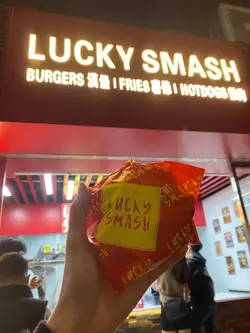 LUCKY SMASH
BURGERS 漢堡 | FRIES 薯條 | HOTDOGS 熱狗
LUCKY
SMASH